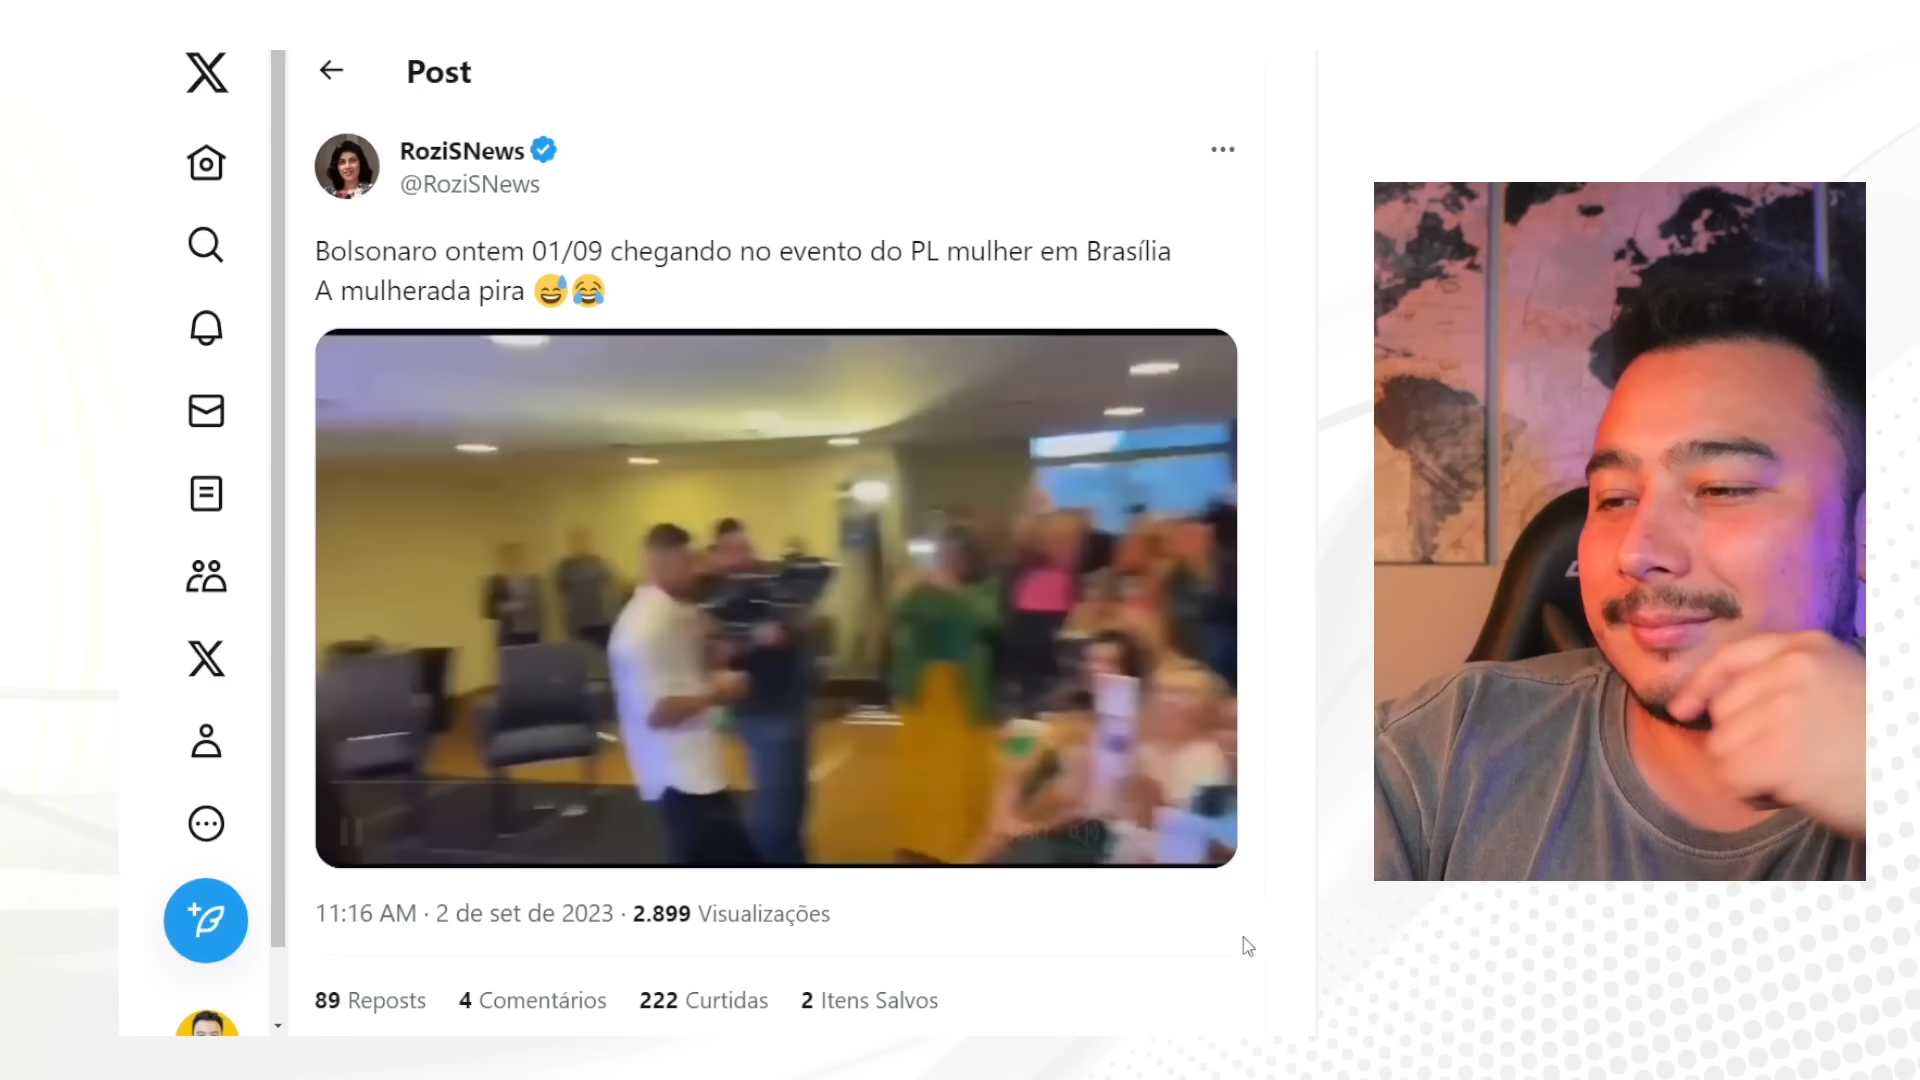 Post
RoziSNews
@RoziSNews
Bolsonaro ontem 01/09 chegando no evento do PL mulher em Brasília
A mulherada pira 😅😂
11:16 AM · 2 de set de 2023 · 2.899 Visualizações
89 Reposts 4 Comentários 222 Curtidas 2 Itens Salvos